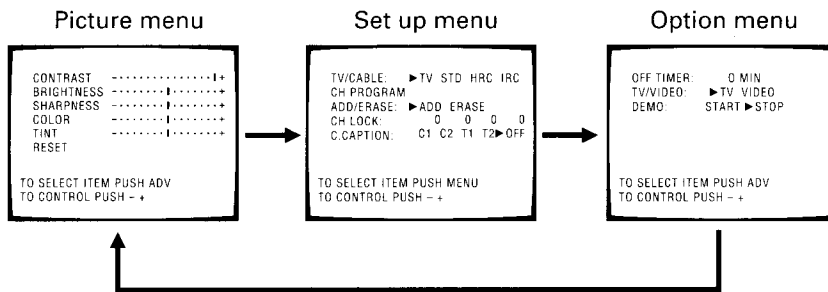 Picture menu
CONTRAST - · · · · · · · · · · · · · ·|+
BRIGHTNESS - · · · · · · ·|· · · · · · · +
SHARPNESS - · · · · · · ·|· · · · · · · +
COLOR - · · · · · · ·|· · · · · · · +
TINT - · · · · · · ·|· · · · · · · +
RESET
TO SELECT ITEM PUSH ADV
TO CONTROL PUSH – +
Set up menu
TV/CABLE: ►TV STD HRC IRC
CH PROGRAM
ADD/ERASE: ►ADD ERASE
CH LOCK: 0 0 0 0
C.CAPTION: C1 C2 T1 T2►OFF
TO SELECT ITEM PUSH MENU
TO CONTROL PUSH – +
Option menu
OFF TIMER: 0 MIN
TV/VIDEO: ►TV VIDEO
DEMO: START ►STOP
TO SELECT ITEM PUSH ADV
TO CONTROL PUSH – +